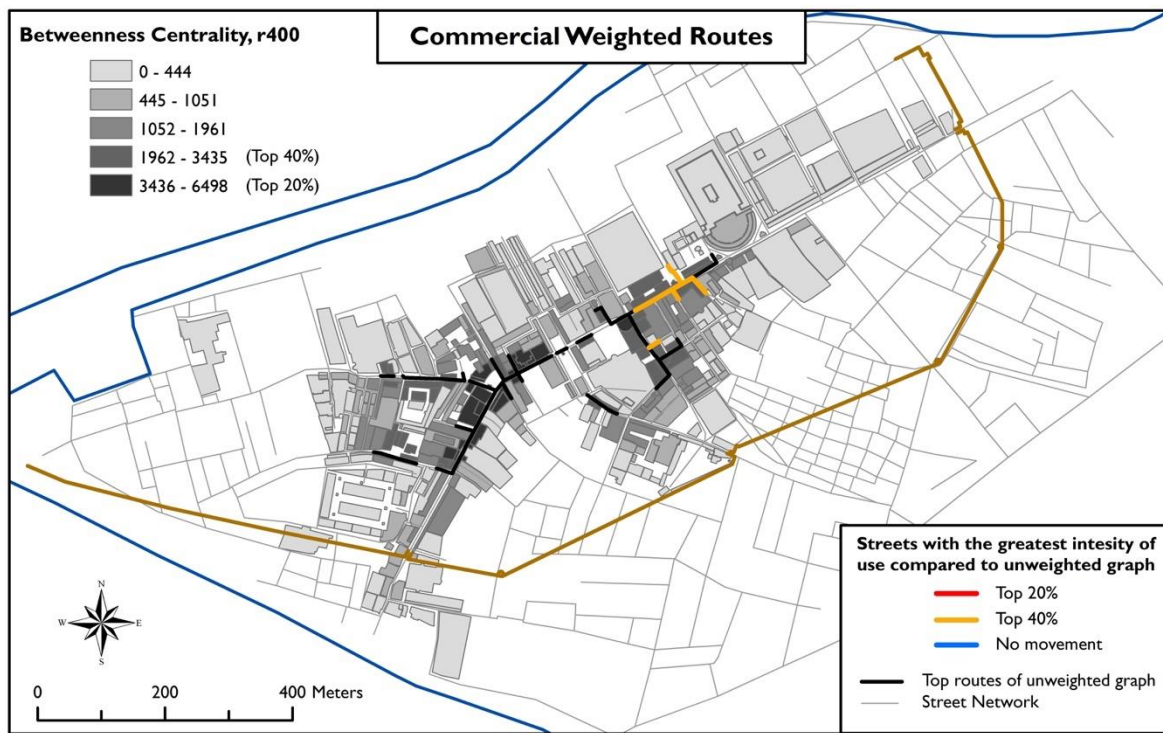 Commercial Weighted Routes
Betweenness Centrality, r400
0 - 444
445 - 1051
1052 - 1961
1962 - 3435 (Top 40%)
3436 - 6498 (Top 20%)
N
W E
S
0 200 400 Meters
Streets with the greatest intesity of
use compared to unweighted graph
Top 20%
Top 40%
No movement
Top routes of unweighted graph
Street Network